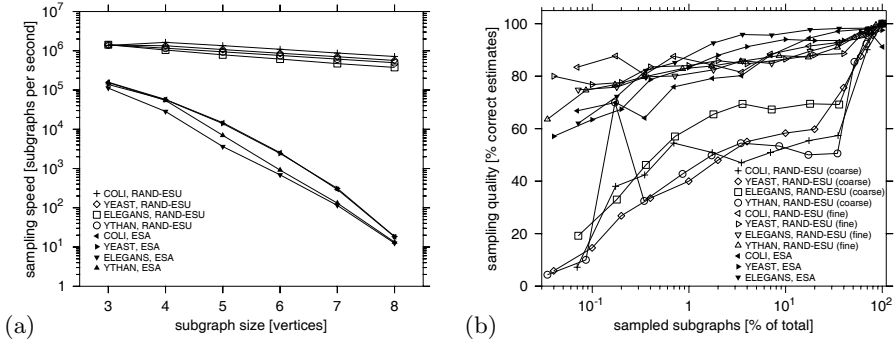 sampling speed [subgraphs per second]
10^7
10^6
10^5
10^4
10^3
10^2
10^1
1
3 4 5 6 7 8
subgraph size [vertices]
COLI, RAND-ESU
YEAST, RAND-ESU
ELEGANS, RAND-ESU
YTHAN, RAND-ESU
COLI, ESA
YEAST, ESA
ELEGANS, ESA
YTHAN, ESA
(a)
sampling quality [% correct estimates]
100
80
60
40
20
0
10^-1 1 10^1 10^2
sampled subgraphs [% of total]
COLI, RAND-ESU (coarse)
YEAST, RAND-ESU (coarse)
ELEGANS, RAND-ESU (coarse)
YTHAN, RAND-ESU (coarse)
COLI, RAND-ESU (fine)
YEAST, RAND-ESU (fine)
ELEGANS, RAND-ESU (fine)
YTHAN, RAND-ESU (fine)
COLI, ESA
YEAST, ESA
ELEGANS, ESA
(b)